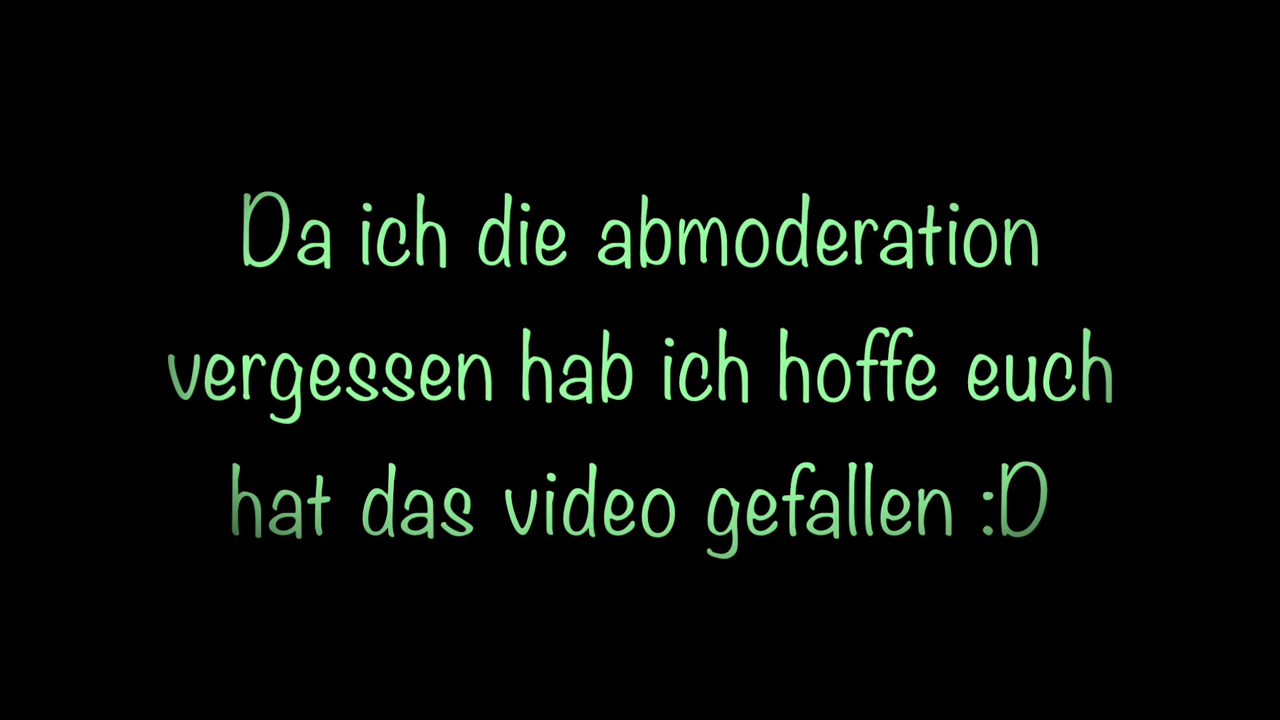 Da ich die abmoderation
vergessen hab ich hoffe euch
hat das video gefallen :D